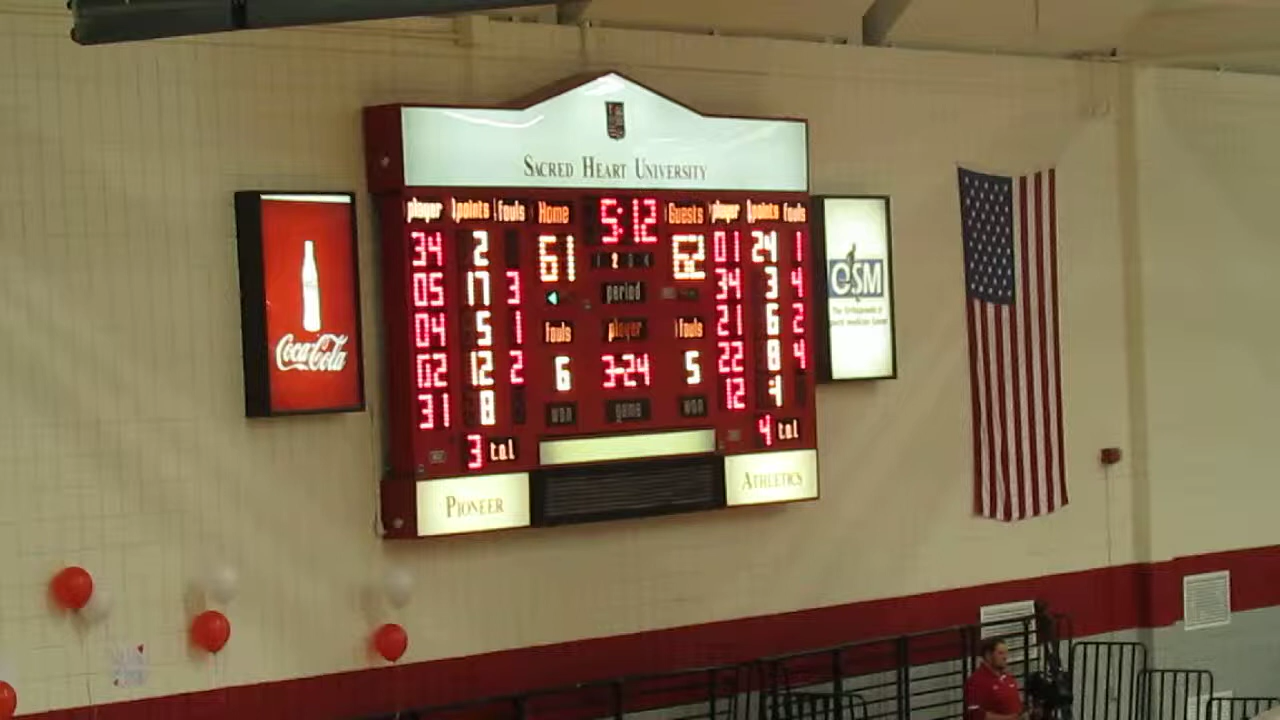 SACRED HEART UNIVERSITY
player points fouls Home 5:12 Guests player points fouls
34 2 61 2 62 01 24 1
05 17 3 period 34 3 4
04 5 1 fouls player fouls 21 6 2
02 12 2 6 3-24 5 22 8 4
31 8 won game won 12 4
3 tol 4 tol
PIONEER ATHLETICS
Coca-Cola
OSM